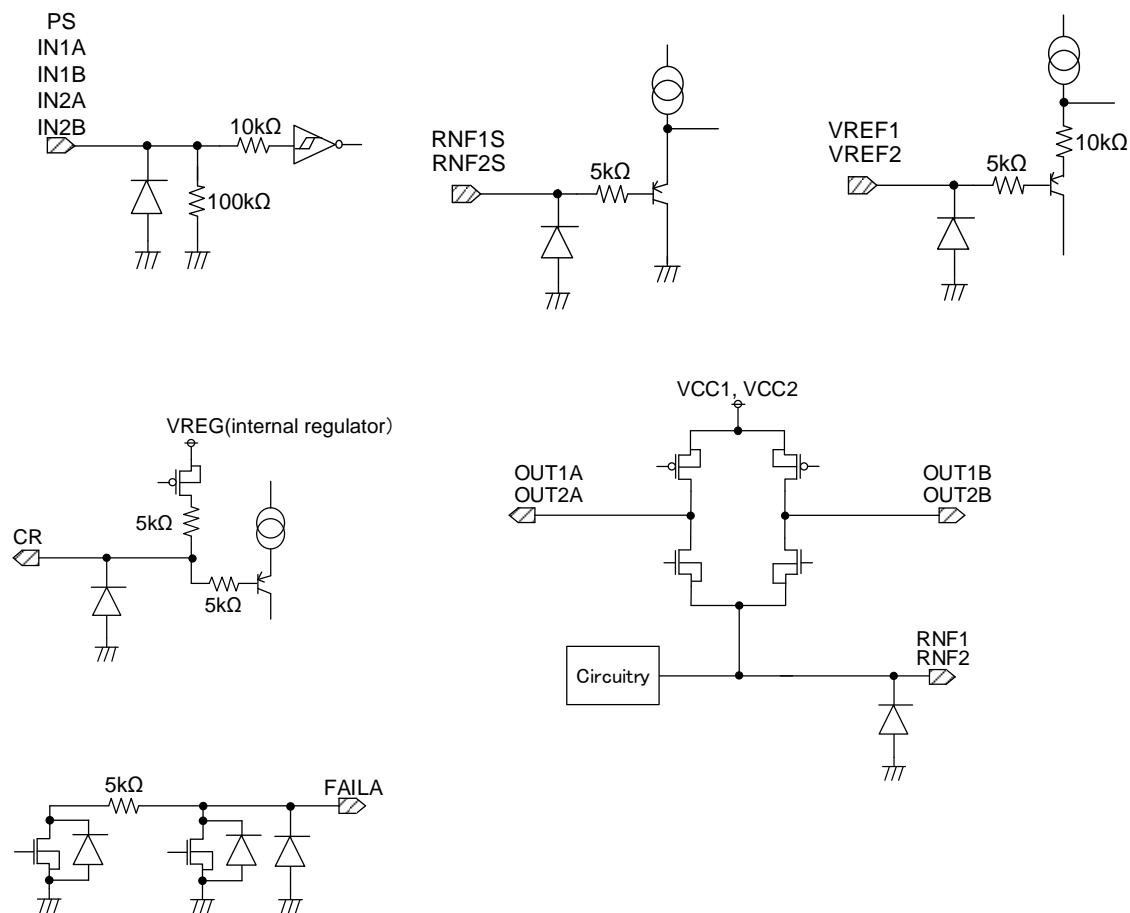 PS
IN1A
IN1B
IN2A
IN2B
10kΩ
100kΩ
RNF1S
RNF2S
5kΩ
VREF1
VREF2
5kΩ
10kΩ
VREG(internal regulator）
5kΩ
CR
5kΩ
VCC1, VCC2
OUT1A
OUT2A
OUT1B
OUT2B
Circuitry
RNF1
RNF2
5kΩ
FAILA